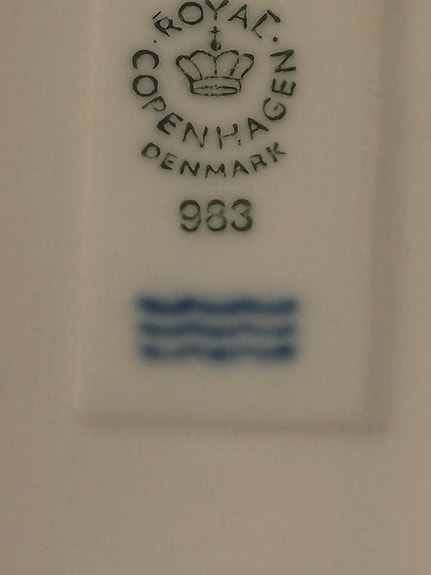 ROYAL
COPENHAGEN
DENMARK
983